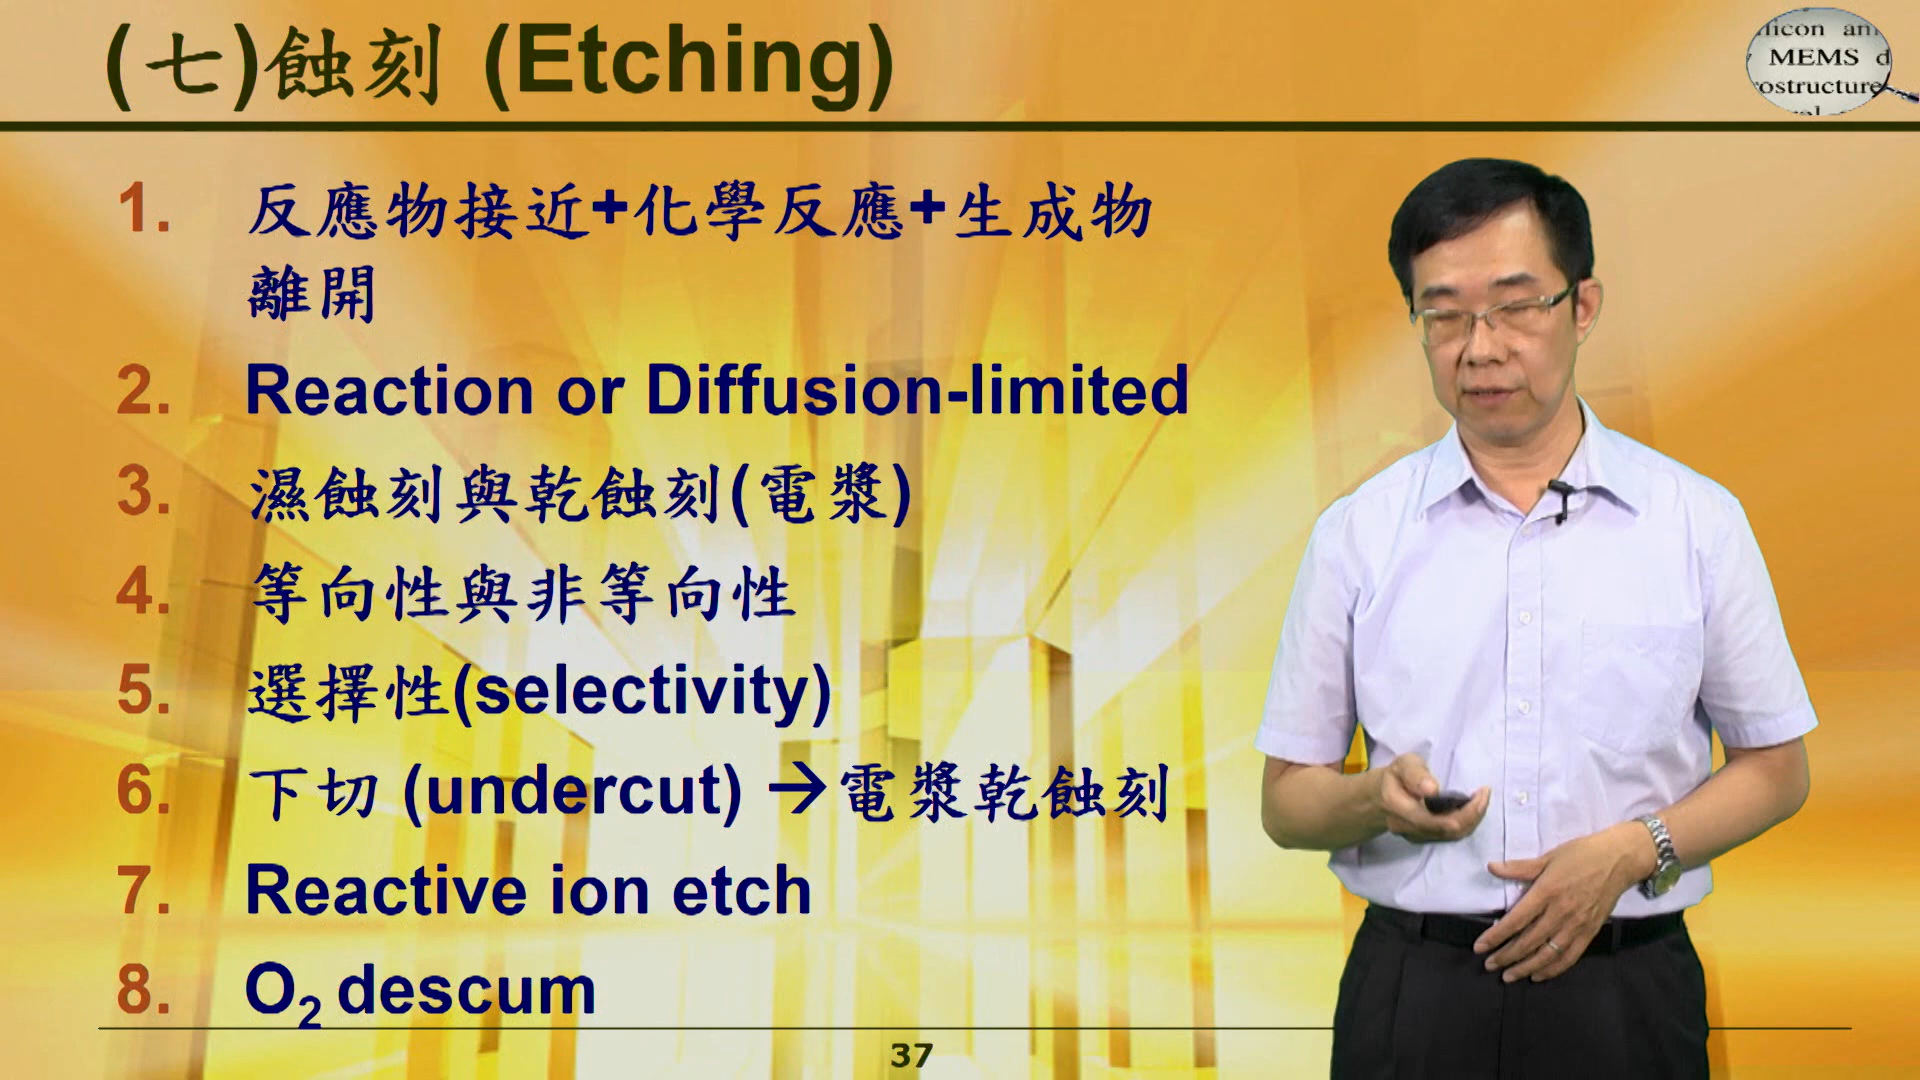 (七)蝕刻 (Etching)
licon an
MEMS d
ostructure
1. 反應物接近+化學反應+生成物
離開
2. Reaction or Diffusion-limited
3. 濕蝕刻與乾蝕刻(電漿)
4. 等向性與非等向性
5. 選擇性(selectivity)
6. 下切 (undercut) →電漿乾蝕刻
7. Reactive ion etch
8. O₂ descum
37